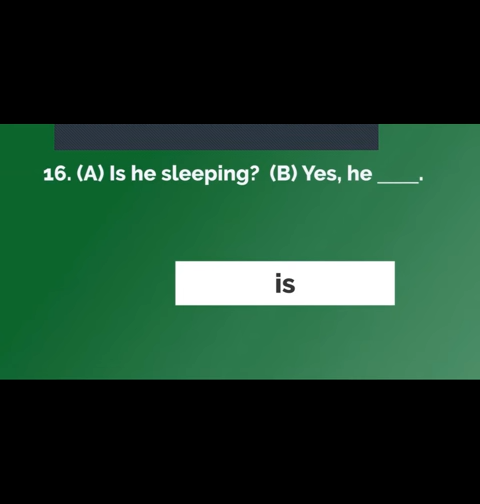 16. (A) Is he sleeping?  (B) Yes, he ____.
is